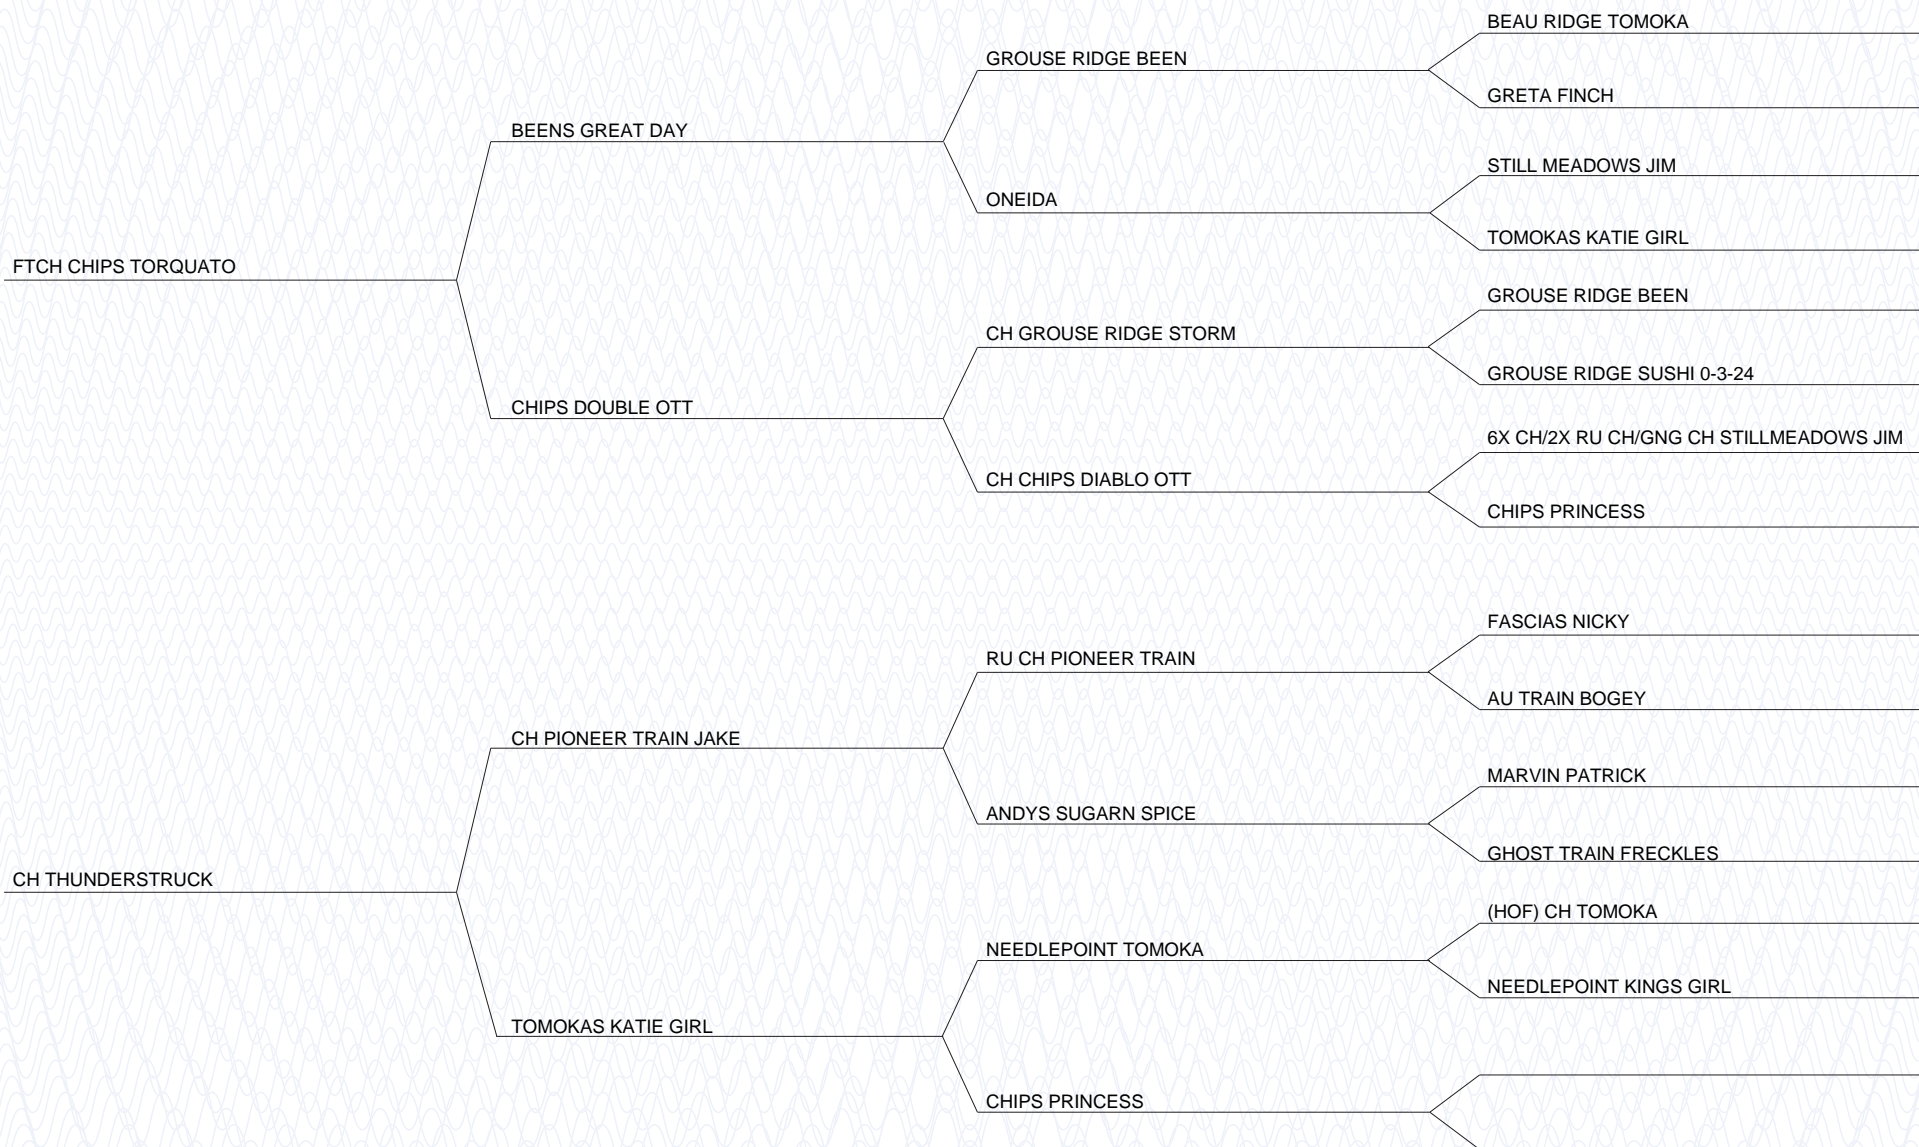 BEAU RIDGE TOMOKA
GROUSE RIDGE BEEN
GRETA FINCH
BEENS GREAT DAY
STILL MEADOWS JIM
ONEIDA
TOMOKAS KATIE GIRL
FTCH CHIPS TORQUATO
GROUSE RIDGE BEEN
CH GROUSE RIDGE STORM
GROUSE RIDGE SUSHI 0-3-24
CHIPS DOUBLE OTT
6X CH/2X RU CH/GNG CH STILLMEADOWS JIM
CH CHIPS DIABLO OTT
CHIPS PRINCESS
FASCIAS NICKY
RU CH PIONEER TRAIN
AU TRAIN BOGEY
CH PIONEER TRAIN JAKE
MARVIN PATRICK
ANDYS SUGARN SPICE
GHOST TRAIN FRECKLES
CH THUNDERSTRUCK
(HOF) CH TOMOKA
NEEDLEPOINT TOMOKA
NEEDLEPOINT KINGS GIRL
TOMOKAS KATIE GIRL
CHIPS PRINCESS